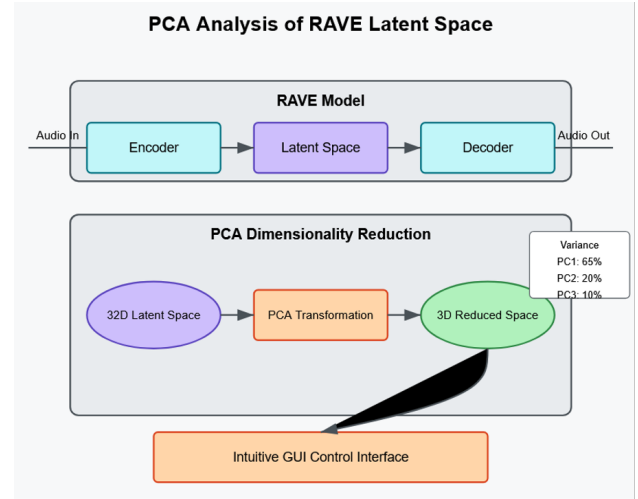 PCA Analysis of RAVE Latent Space
RAVE Model
Audio In
Encoder
Latent Space
Decoder
Audio Out
PCA Dimensionality Reduction
Variance
PC1: 65%
PC2: 20%
PC3: 10%
32D Latent Space
PCA Transformation
3D Reduced Space
Intuitive GUI Control Interface